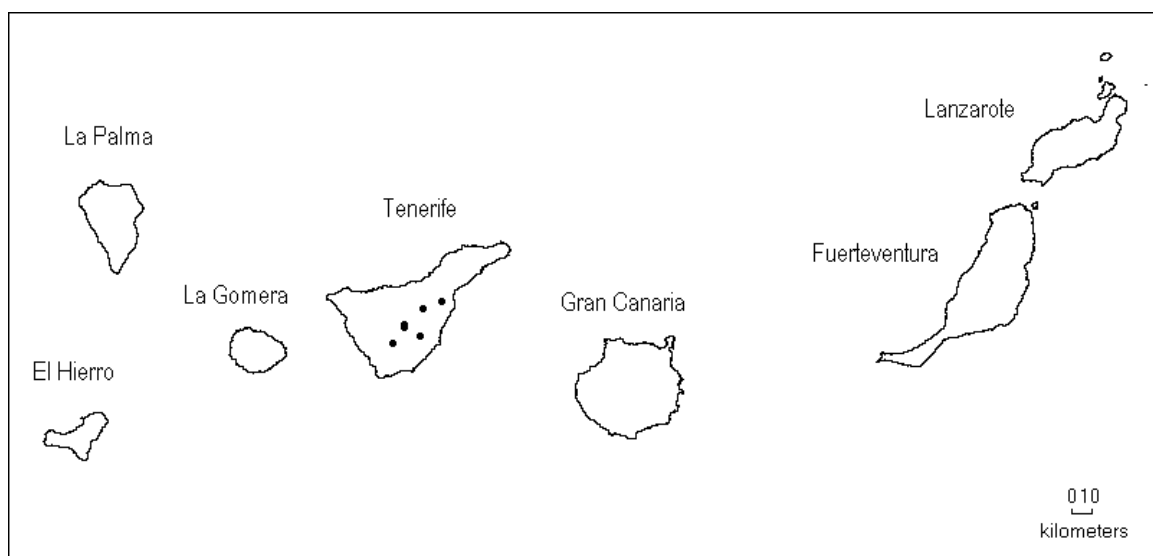 Lanzarote
La Palma
Tenerife
Fuerteventura
La Gomera
Gran Canaria
El Hierro
0 10
kilometers